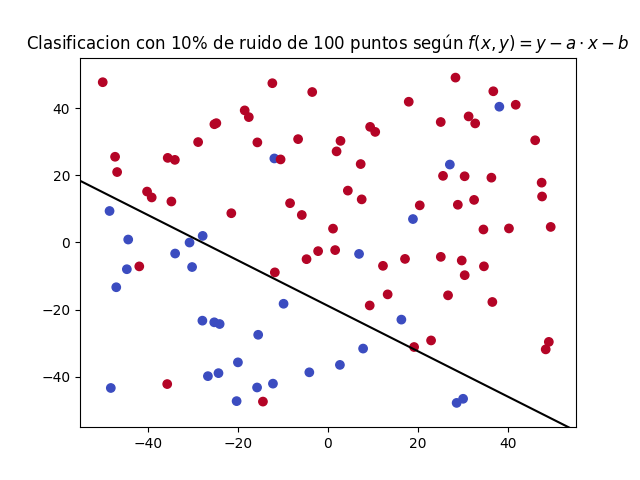 Clasificacion con 10% de ruido de 100 puntos según f(x, y) = y − a · x − b
40
20
0
−20
−40
−40 −20 0 20 40